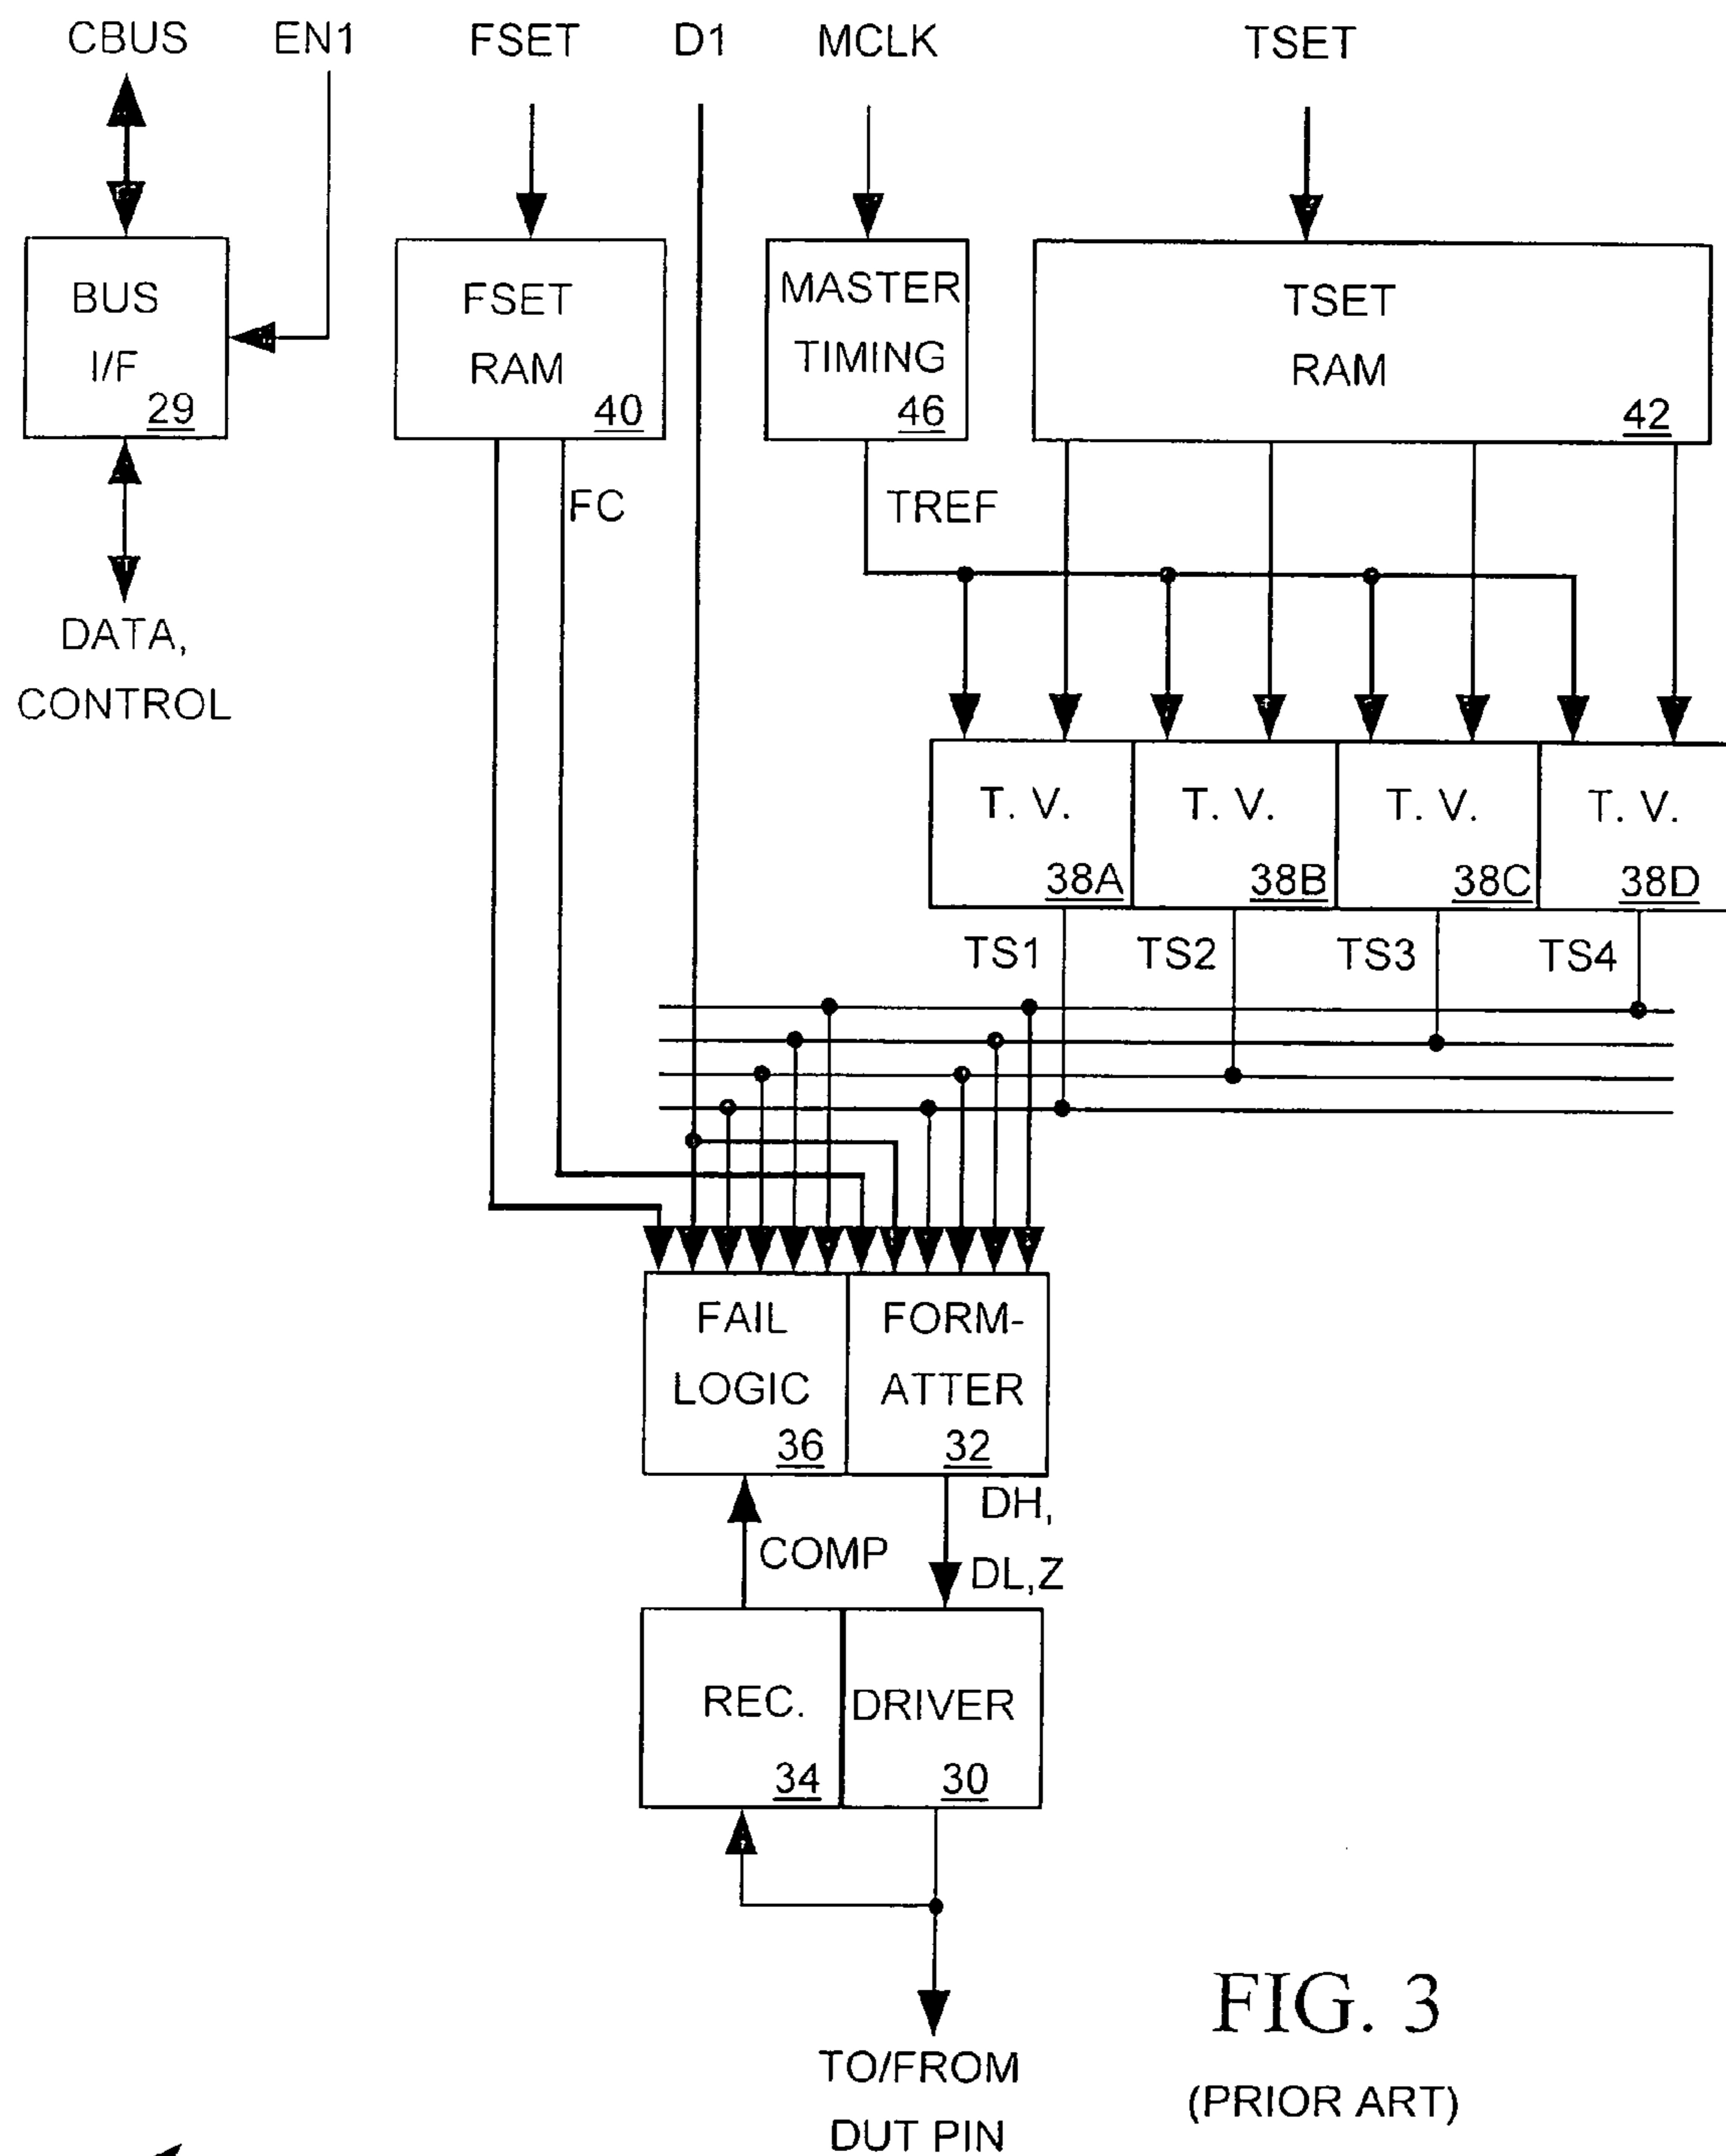 CBUS EN1 FSET D1 MCLK TSET
BUS
I/F
29
FSET
RAM
40
MASTER
TIMING
46
TSET
RAM
42
FC
TREF
DATA,
CONTROL
T. V.
38A
T. V.
38B
T. V.
38C
T. V.
38D
TS1 TS2 TS3 TS4
FAIL
LOGIC
36
FORM-
ATTER
32
COMP
DH,
DL,Z
REC.
34
DRIVER
30
TO/FROM
DUT PIN
FIG. 3
(PRIOR ART)